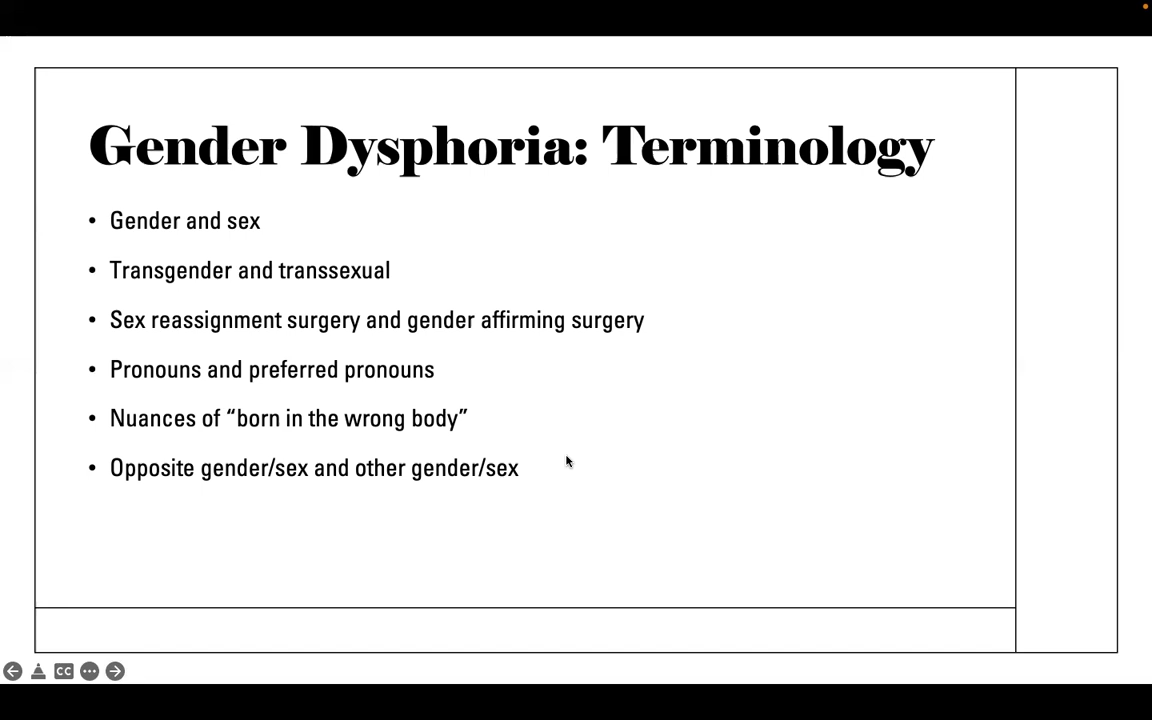 Gender Dysphoria: Terminology
• Gender and sex
• Transgender and transsexual
• Sex reassignment surgery and gender affirming surgery
• Pronouns and preferred pronouns
• Nuances of “born in the wrong body”
• Opposite gender/sex and other gender/sex
CC